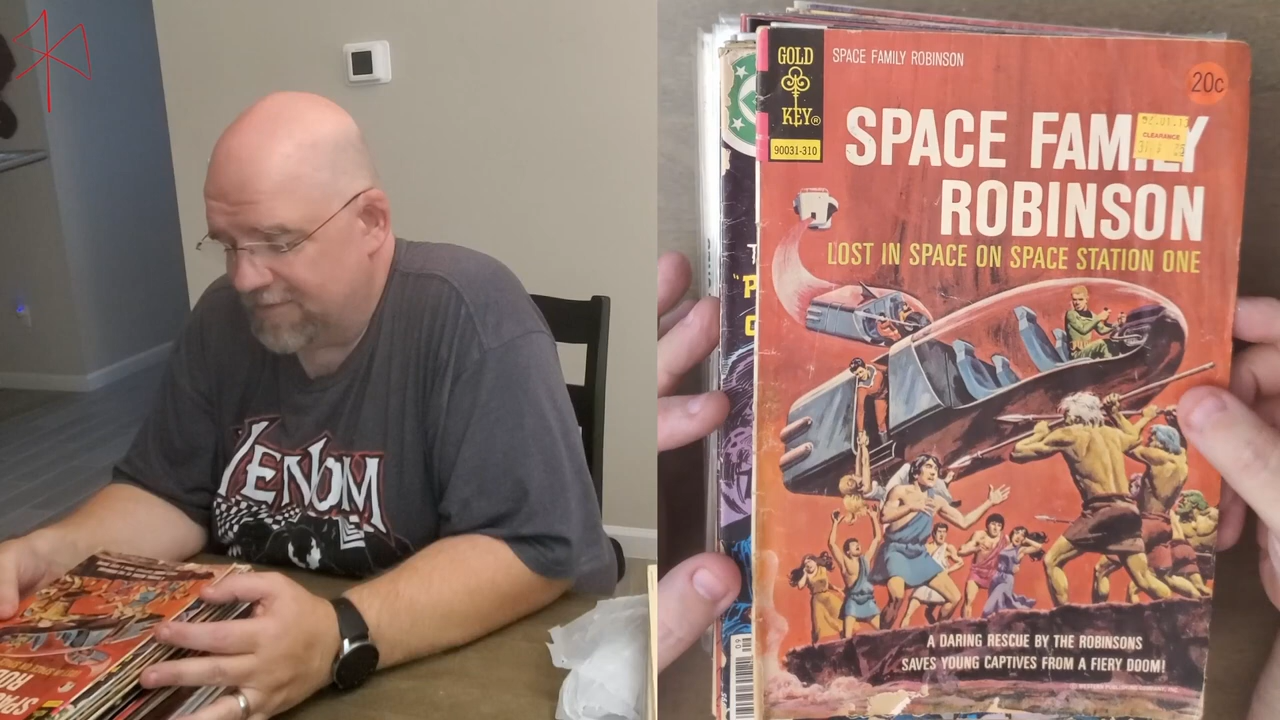 VENOM
GOLD
KEY®
90031-310
SPACE FAMILY ROBINSON
20c
CLEARANCE
SPACE FAMILY
ROBINSON
LOST IN SPACE ON SPACE STATION ONE
A DARING RESCUE BY THE ROBINSONS
SAVES YOUNG CAPTIVES FROM A FIERY DOOM!